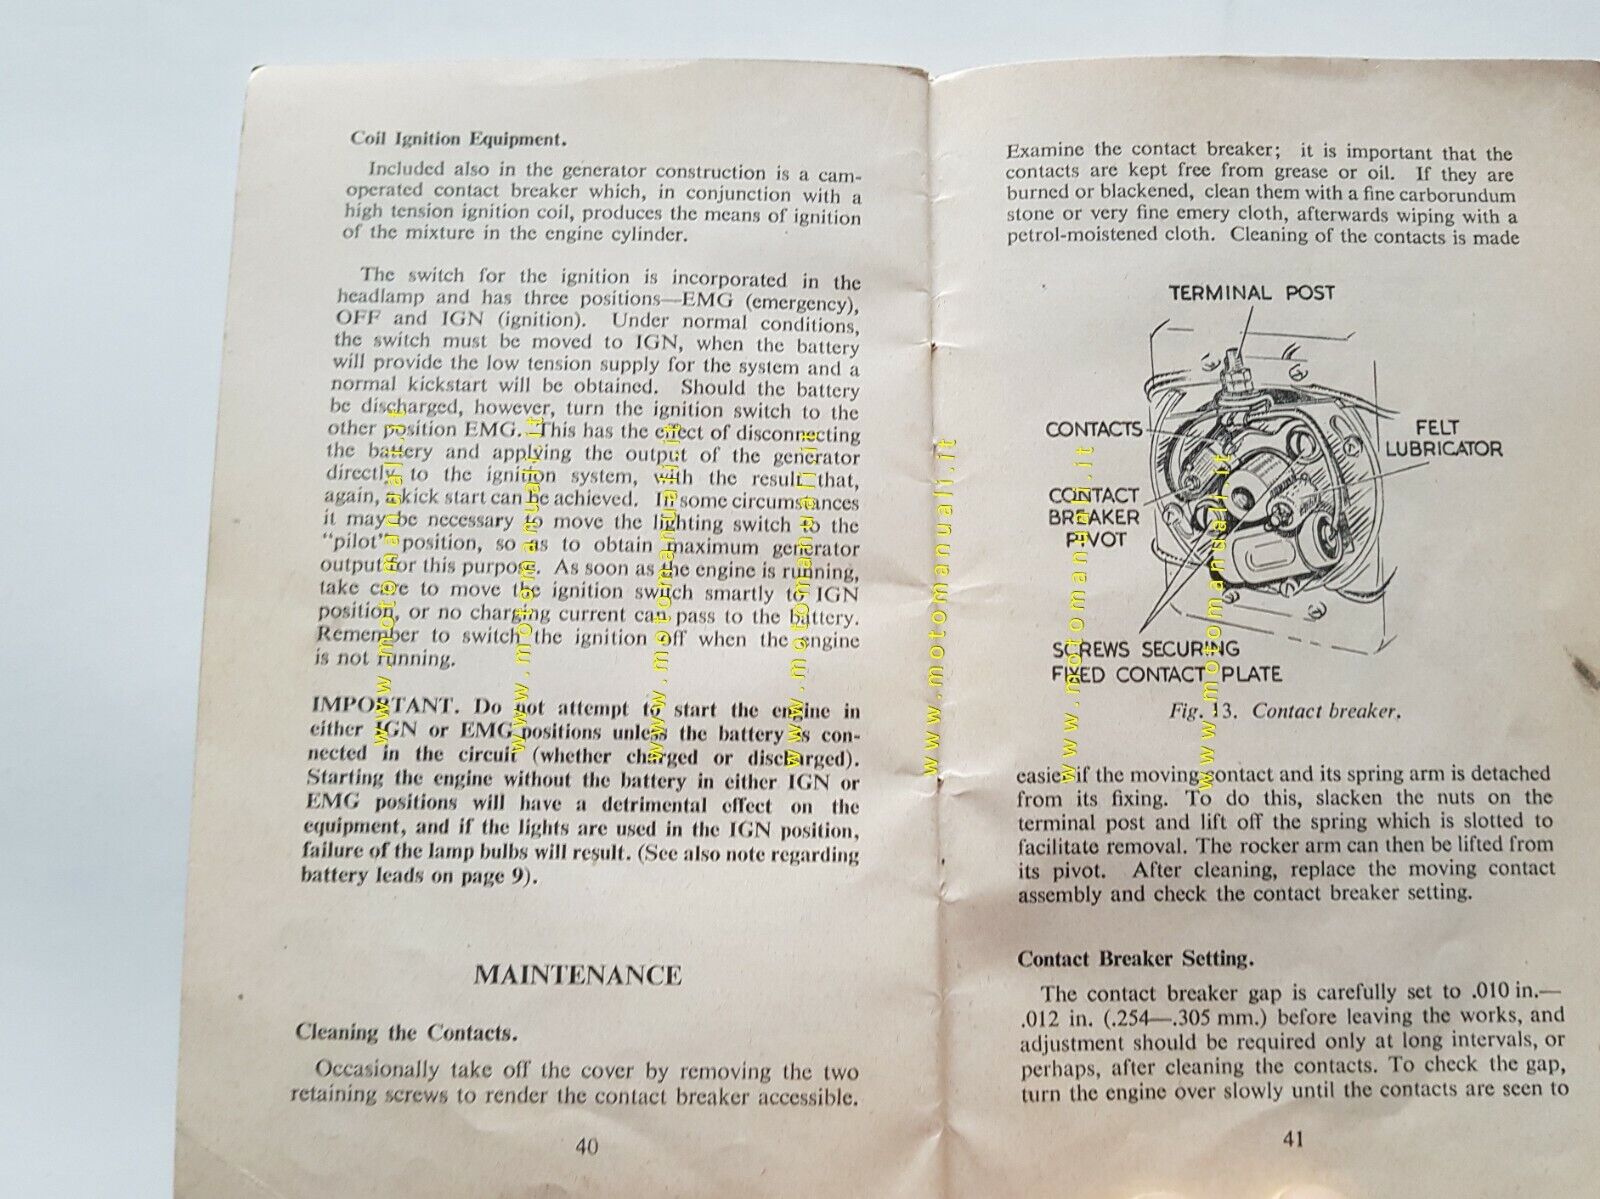 Coil Ignition Equipment.
Included also in the generator construction is a cam-
operated contact breaker which, in conjunction with a
high tension ignition coil, produces the means of ignition
of the mixture in the engine cylinder.
The switch for the ignition is incorporated in the
headlamp and has three positions—EMG (emergency),
OFF and IGN (ignition). Under normal conditions,
the switch must be moved to IGN, when the battery
will provide the low tension supply for the system and a
normal kickstart will be obtained. Should the battery
be discharged, however, turn the ignition switch to the
other position EMG. This has the effect of disconnecting
the battery and applying the output of the generator
directly to the ignition system, with the result that,
again, a kick start can be achieved. In some circumstances
it may be necessary to move the lighting switch to the
"pilot" position, so as to obtain maximum generator
output for this purpose. As soon as the engine is running,
take care to move the ignition switch smartly to IGN
position, or no charging current can pass to the battery.
Remember to switch the ignition off when the engine
is not running.
IMPORTANT. Do not attempt to start the engine in
either IGN or EMG positions unless the battery is con-
nected in the circuit (whether charged or discharged).
Starting the engine without the battery in either IGN or
EMG positions will have a detrimental effect on the
equipment, and if the lights are used in the IGN position,
failure of the lamp bulbs will result. (See also note regarding
battery leads on page 9).
MAINTENANCE
Cleaning the Contacts.
Occasionally take off the cover by removing the two
retaining screws to render the contact breaker accessible.
40
Examine the contact breaker; it is important that the
contacts are kept free from grease or oil. If they are
burned or blackened, clean them with a fine carborundum
stone or very fine emery cloth, afterwards wiping with a
petrol-moistened cloth. Cleaning of the contacts is made
TERMINAL POST
CONTACTS
FELT
LUBRICATOR
CONTACT
BREAKER
PIVOT
SCREWS SECURING
FIXED CONTACT PLATE
Fig. 13. Contact breaker.
easier if the moving contact and its spring arm is detached
from its fixing. To do this, slacken the nuts on the
terminal post and lift off the spring which is slotted to
facilitate removal. The rocker arm can then be lifted from
its pivot. After cleaning, replace the moving contact
assembly and check the contact breaker setting.
Contact Breaker Setting.
The contact breaker gap is carefully set to .010 in.—
.012 in. (.254—.305 mm.) before leaving the works, and
adjustment should be required only at long intervals, or
perhaps, after cleaning the contacts. To check the gap,
turn the engine over slowly until the contacts are seen to
41
www.motomanuali.it
www.motomanuali.it
www.motomanuali.it
www.motomanuali.it
www.motomanuali.it
www.motomanuali.it
www.motomanuali.it